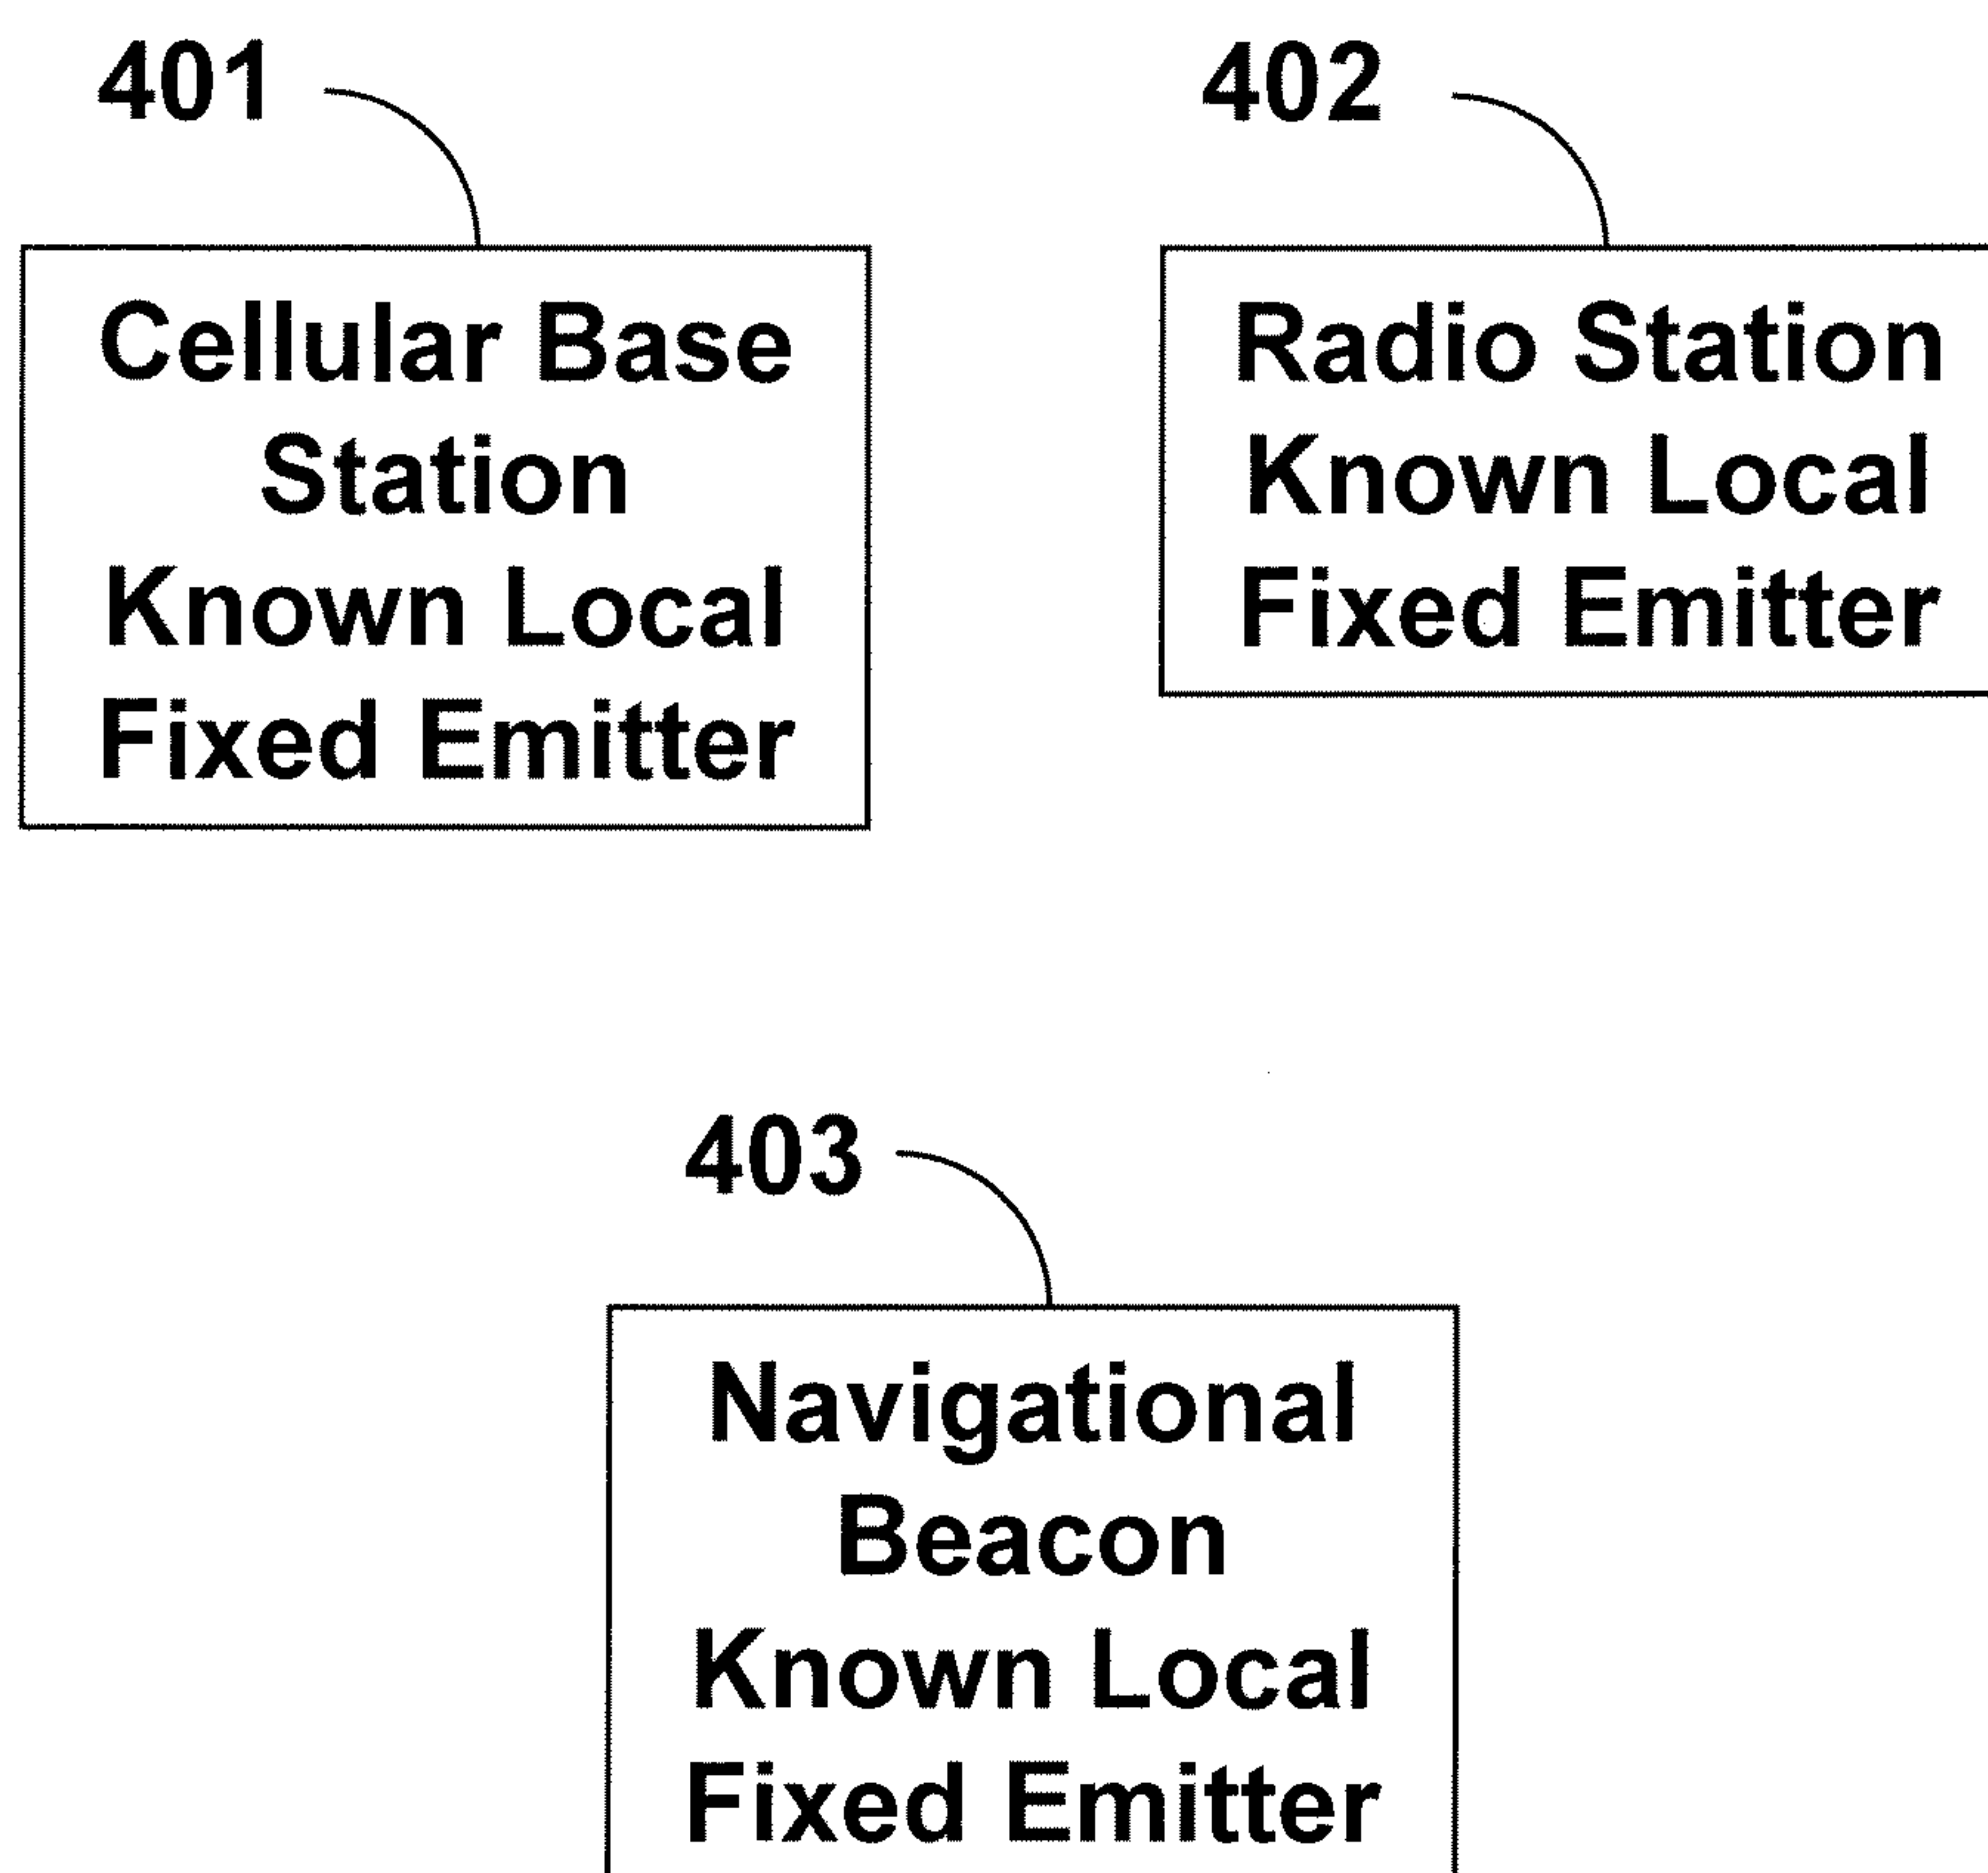 401
Cellular Base
Station
Known Local
Fixed Emitter
402
Radio Station
Known Local
Fixed Emitter
403
Navigational
Beacon
Known Local
Fixed Emitter